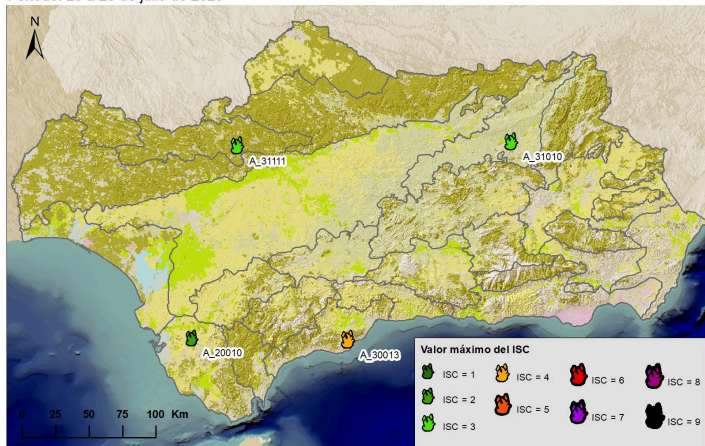 N
A_31111
A_31010
A_20010
A_30013
Valor máximo del ISC
ISC = 1
ISC = 4
ISC = 6
ISC = 8
ISC = 2
ISC = 5
ISC = 7
ISC = 9
ISC = 3
0 25 50 75 100 Km